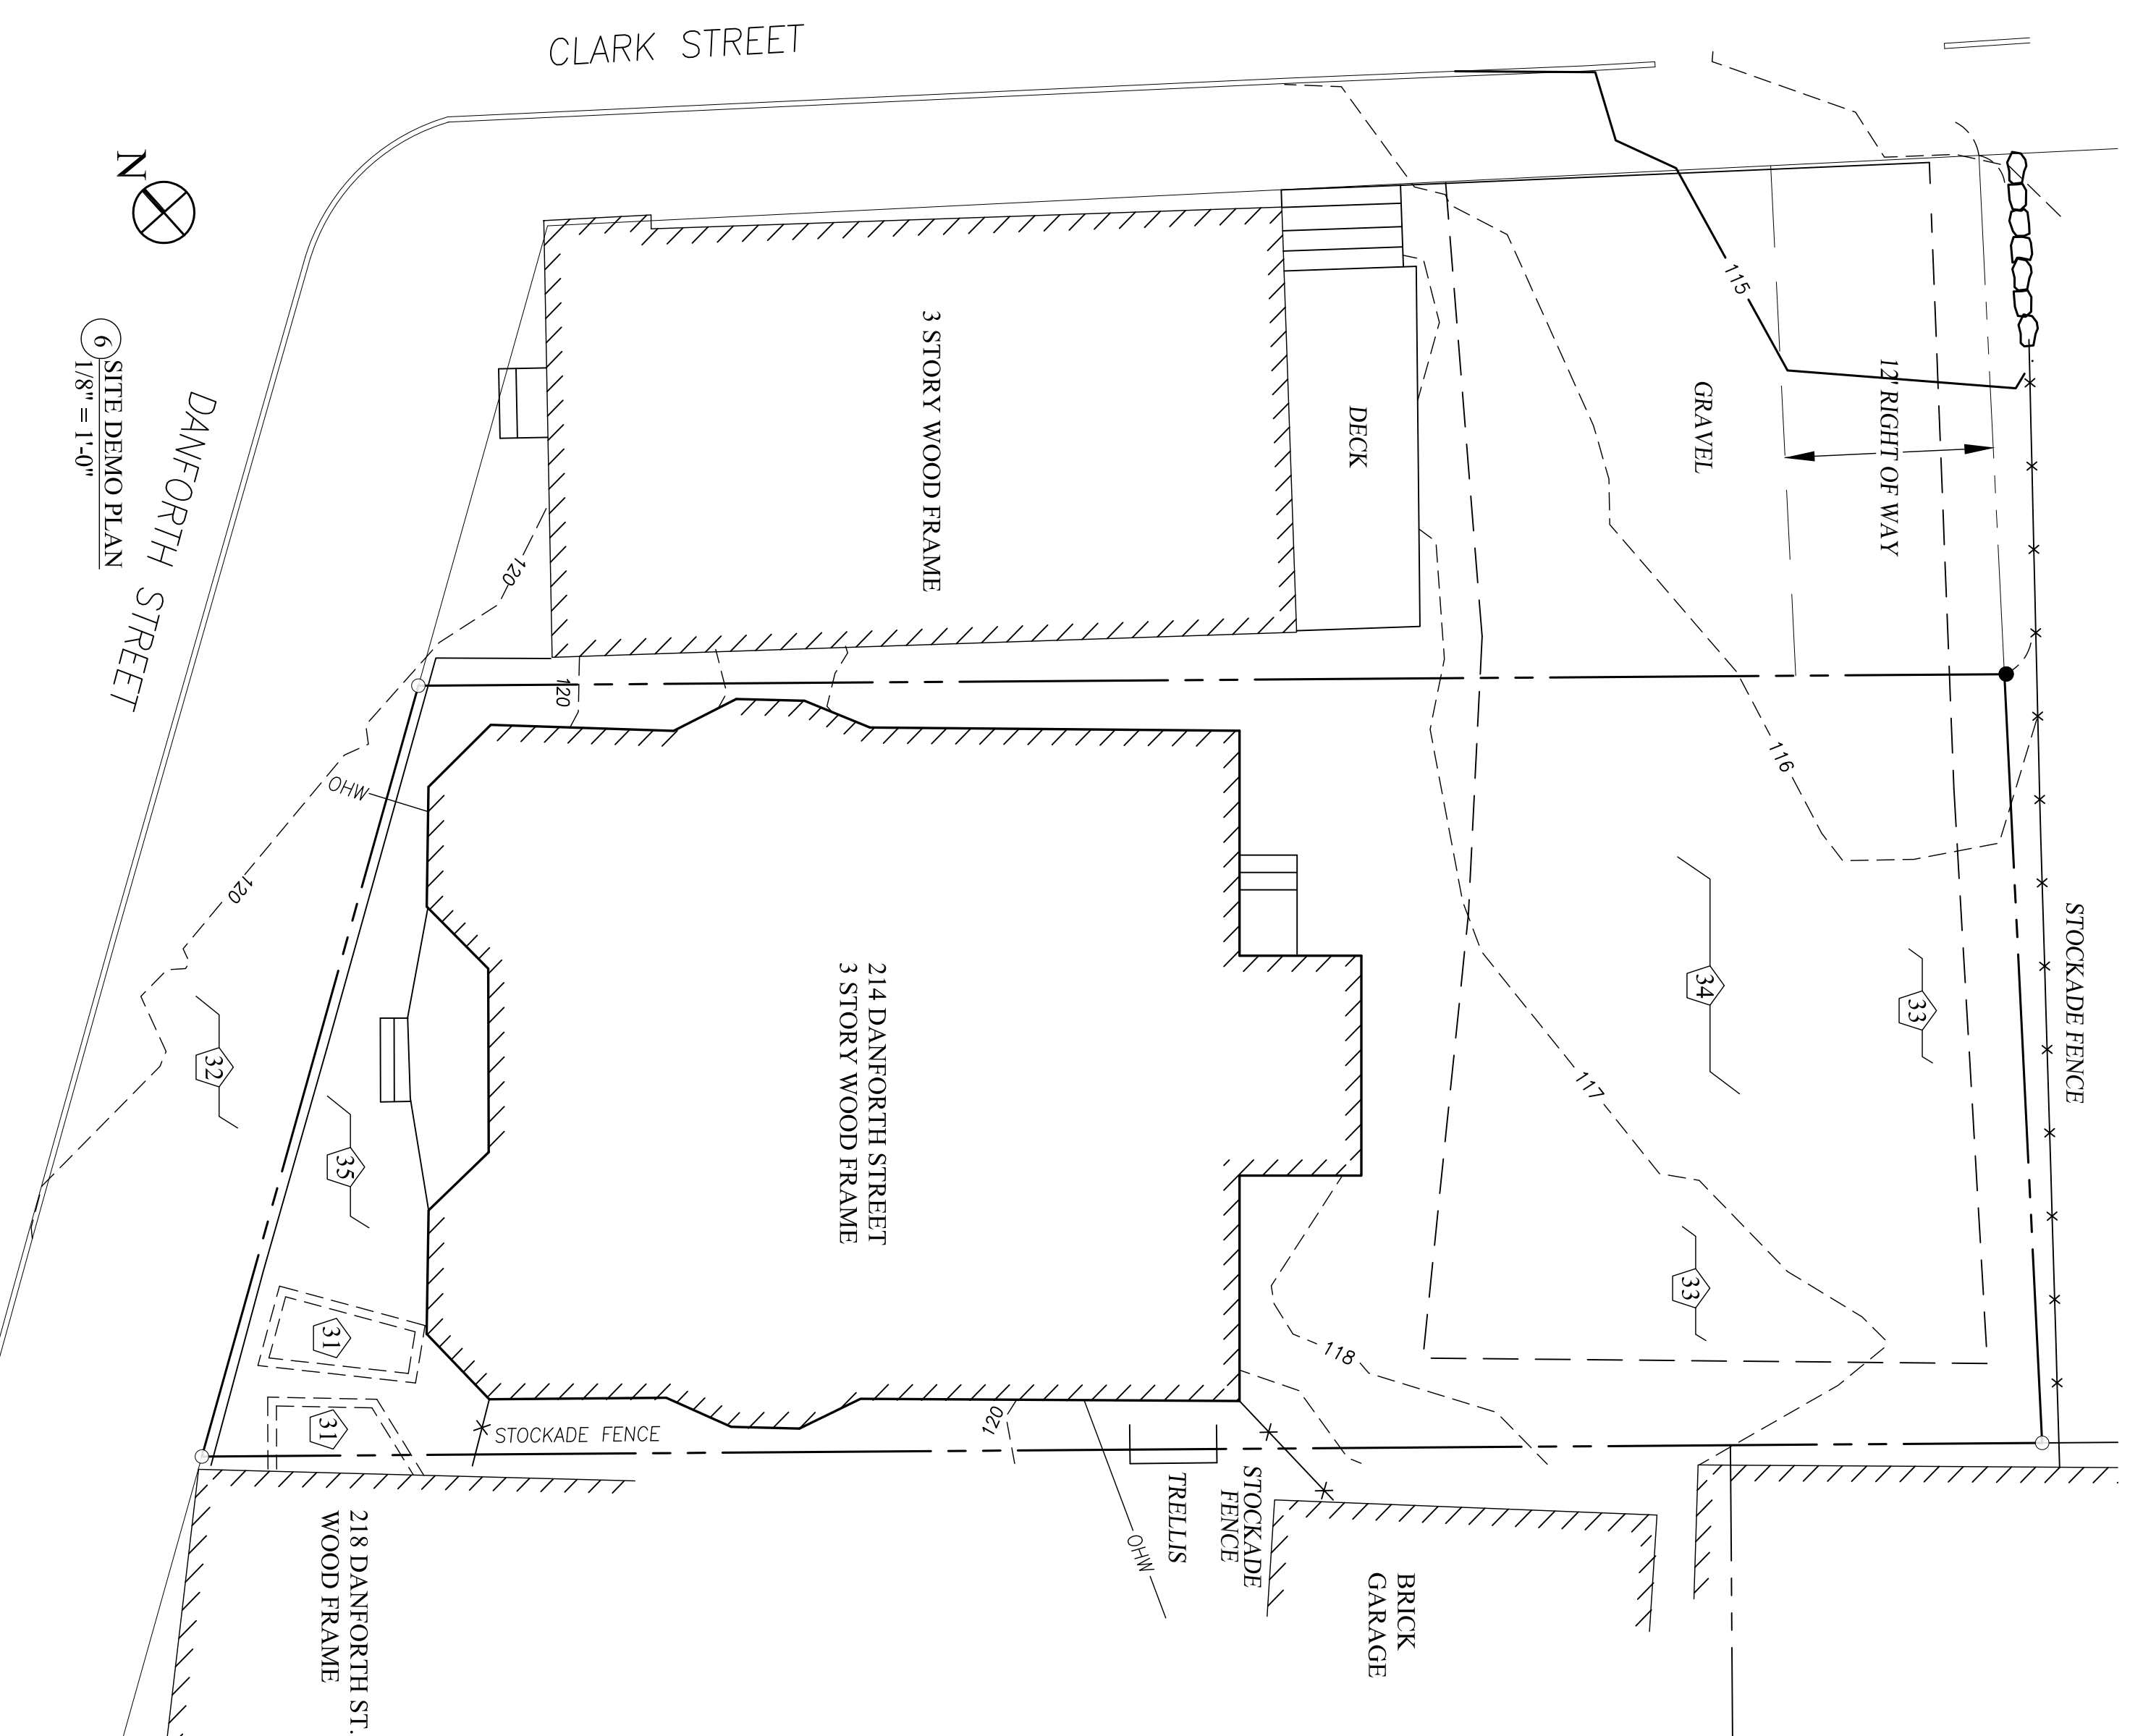 CLARK STREET
N
6
SITE DEMO PLAN
1/8" = 1'-0"
DANFORTH STREET
3 STORY WOOD FRAME
DECK
GRAVEL
12' RIGHT OF WAY
115
120
120
OHW
120
116
STOCKADE FENCE
34
33
32
35
214 DANFORTH STREET
3 STORY WOOD FRAME
117
33
31
31
118
STOCKADE FENCE
120
TRELLIS
STOCKADE
FENCE
OHW
218 DANFORTH ST.
WOOD FRAME
BRICK
GARAGE